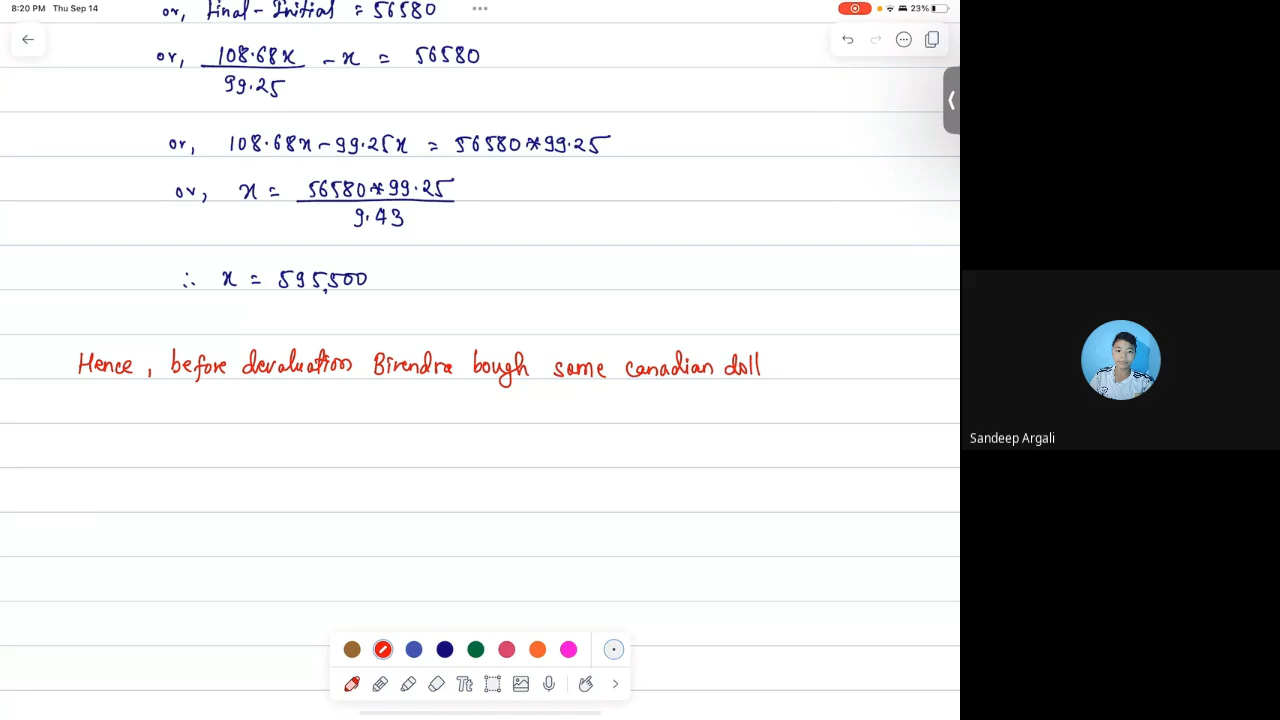 8:20 PM Thu Sep 14
23%
or, Final - Initial = 56580
or, 108.68x / 99.25 - x = 56580
or, 108.68x - 99.25x = 56580*99.25
or, x = 56580*99.25 / 9.43
∴ x = 595,500
Hence, before devaluation Birendra bough some canadian doll
Tt
Sandeep Argali